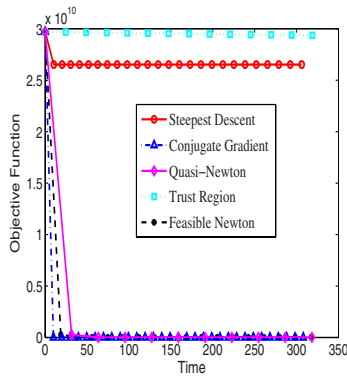 x 10^10
3
2.5
2
1.5
1
0.5
0
0 50 100 150 200 250 300 350
Time
Objective Function
Steepest Descent
Conjugate Gradient
Quasi-Newton
Trust Region
Feasible Newton